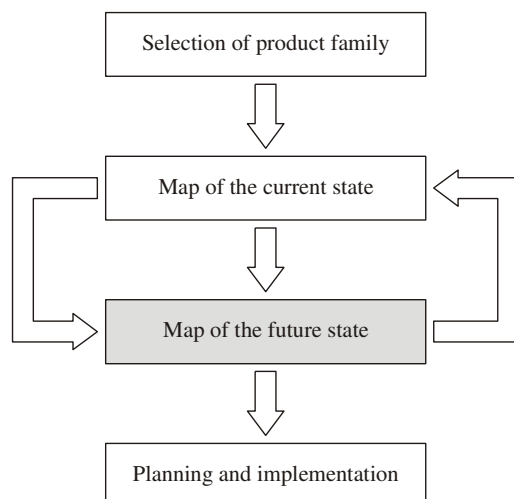 Selection of product family
Map of the current state
Map of the future state
Planning and implementation